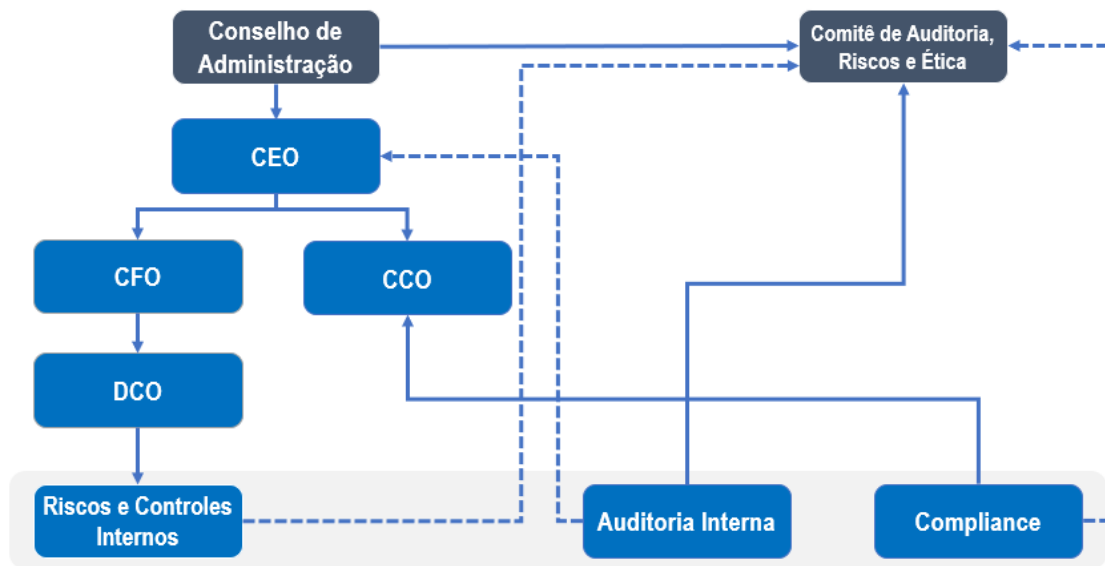 Conselho de
Administração
Comitê de Auditoria,
Riscos e Ética
CEO
CFO
CCO
DCO
Riscos e Controles
Internos
Auditoria Interna
Compliance